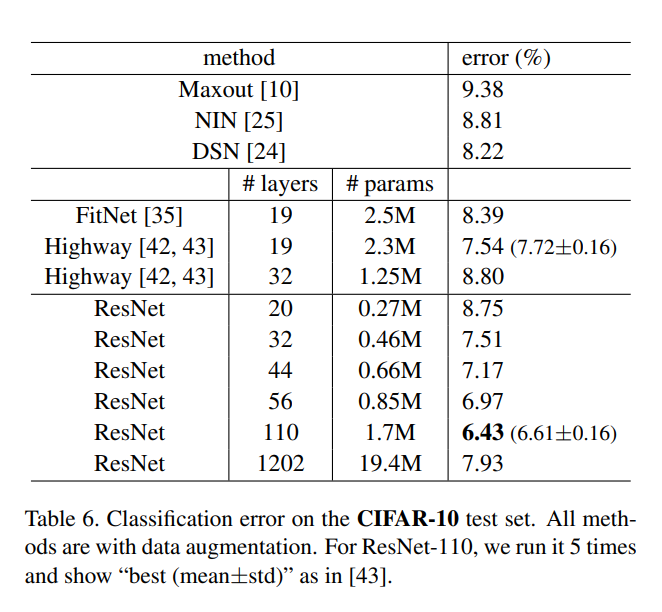 method error (%)
Maxout [10] 9.38
NIN [25] 8.81
DSN [24] 8.22
# layers # params
FitNet [35] 19 2.5M 8.39
Highway [42, 43] 19 2.3M 7.54 (7.72±0.16)
Highway [42, 43] 32 1.25M 8.80
ResNet 20 0.27M 8.75
ResNet 32 0.46M 7.51
ResNet 44 0.66M 7.17
ResNet 56 0.85M 6.97
ResNet 110 1.7M 6.43 (6.61±0.16)
ResNet 1202 19.4M 7.93
Table 6. Classification error on the CIFAR-10 test set. All meth-
ods are with data augmentation. For ResNet-110, we run it 5 times
and show “best (mean±std)” as in [43].